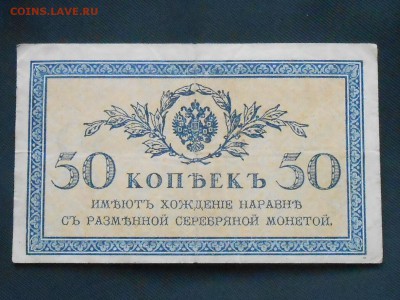 COINS.LAVE.RU
50 КОПѢЕКЪ 50
ИМѢЮТЪ ХОЖДЕНІЕ НАРАВНѢ
СЪ РАЗМѢННОЙ СЕРЕБРЯНОЙ МОНЕТОЙ.